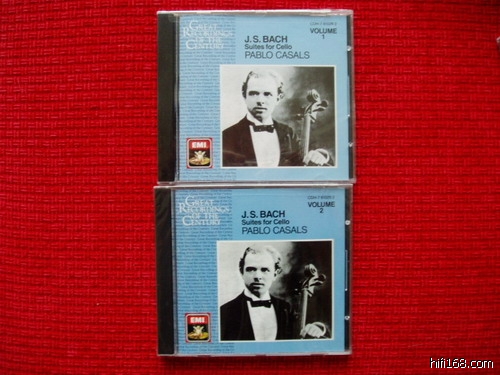 GREAT
RECORDINGS
OF THE
CENTURY
VOLUME
1
J.S. BACH
Suites for Cello
PABLO CASALS
EMI
GREAT
RECORDINGS
OF THE
CENTURY
VOLUME
2
J.S. BACH
Suites for Cello
PABLO CASALS
EMI
hifi168.com